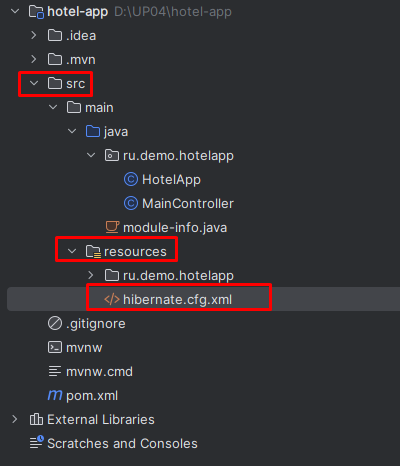 hotel-app D:\UP04\hotel-app
.idea
.mvn
src
main
java
ru.demo.hotelapp
HotelApp
MainController
module-info.java
resources
ru.demo.hotelapp
hibernate.cfg.xml
.gitignore
mvnw
mvnw.cmd
pom.xml
External Libraries
Scratches and Consoles